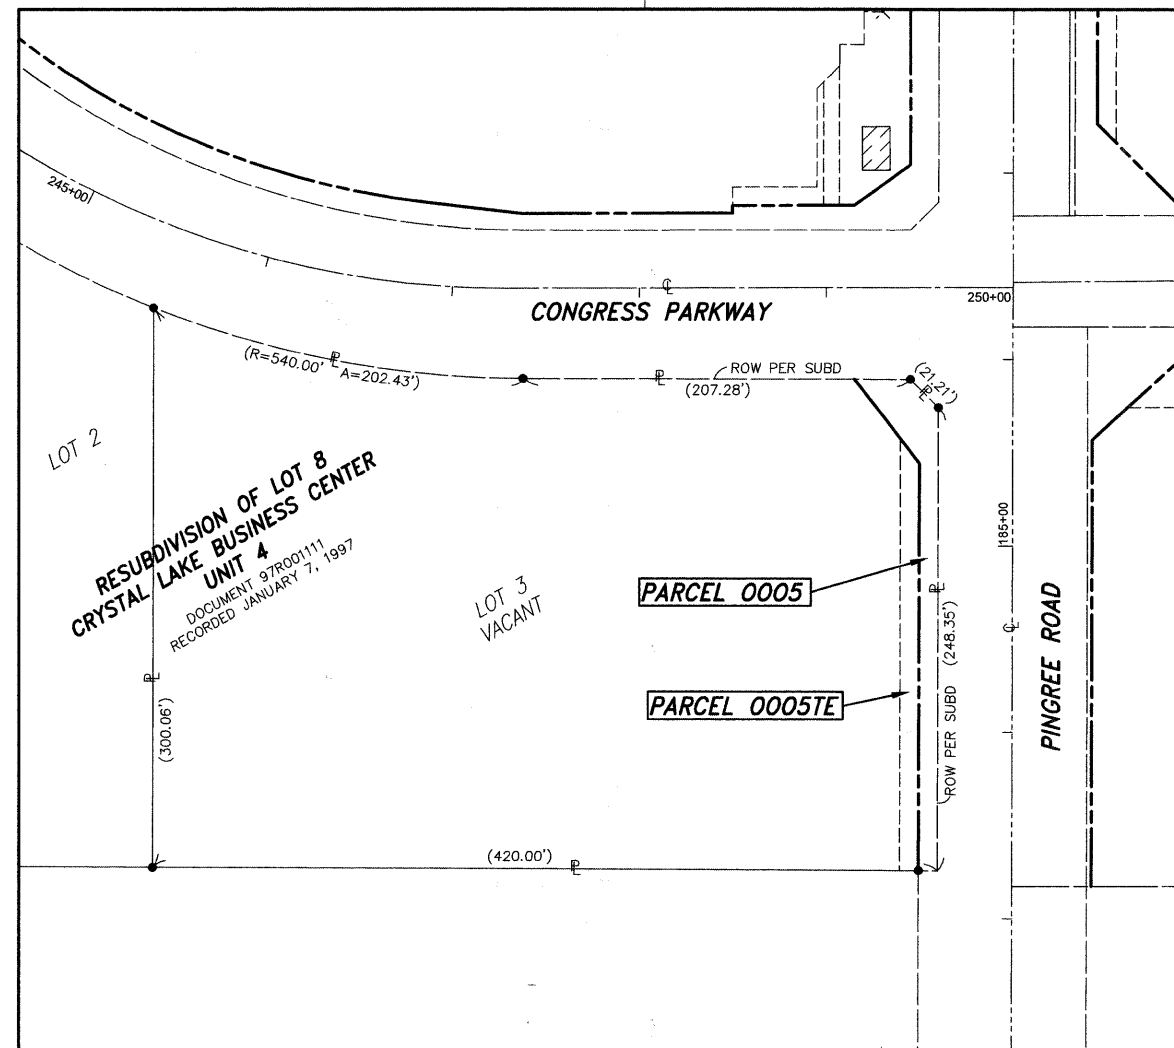 245+00
CONGRESS PARKWAY
250+00
(R=540.00' A=202.43')
ROW PER SUBD
(207.28')
(21.21')
LOT 2
RESUBDIVISION OF LOT 8
CRYSTAL LAKE BUSINESS CENTER
UNIT 4
DOCUMENT 97R001111
RECORDED JANUARY 7, 1997
LOT 3
VACANT
185+00
PARCEL 0005
PARCEL 0005TE
(248.35')
ROW PER SUBD
PINGREE ROAD
(300.06')
(420.00')